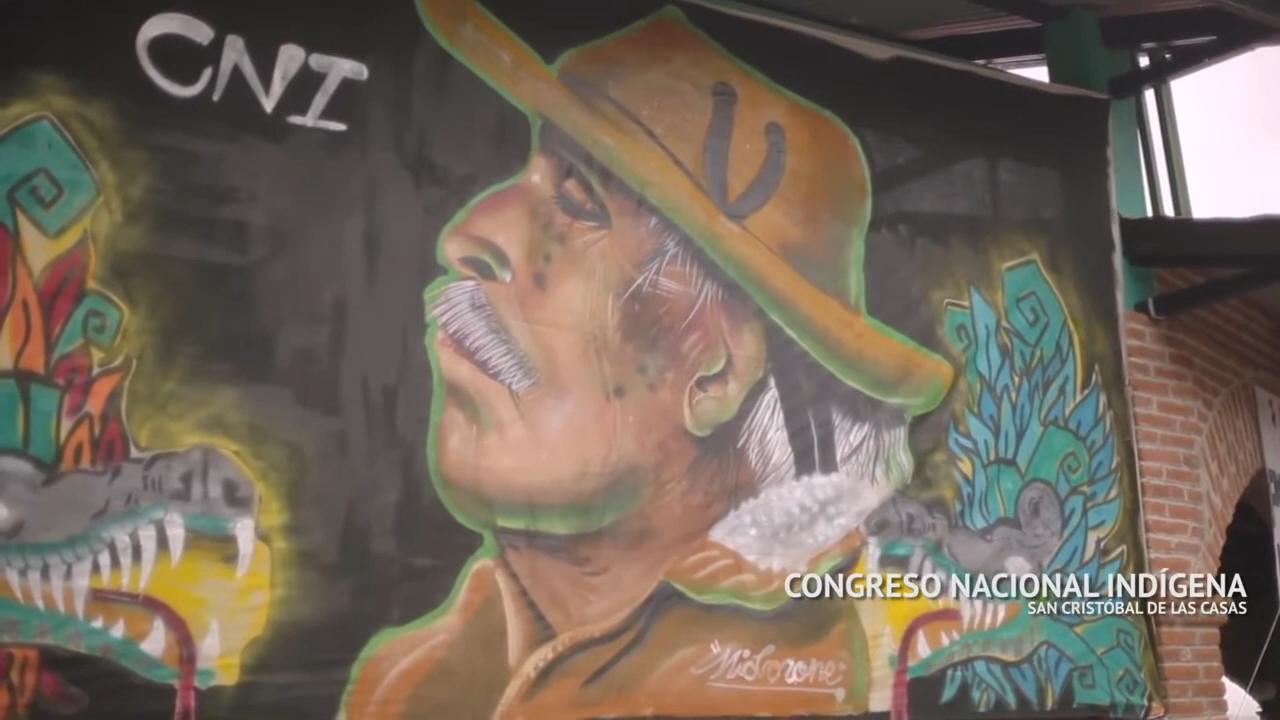 CNI
CONGRESO NACIONAL INDÍGENA
SAN CRISTÓBAL DE LAS CASAS